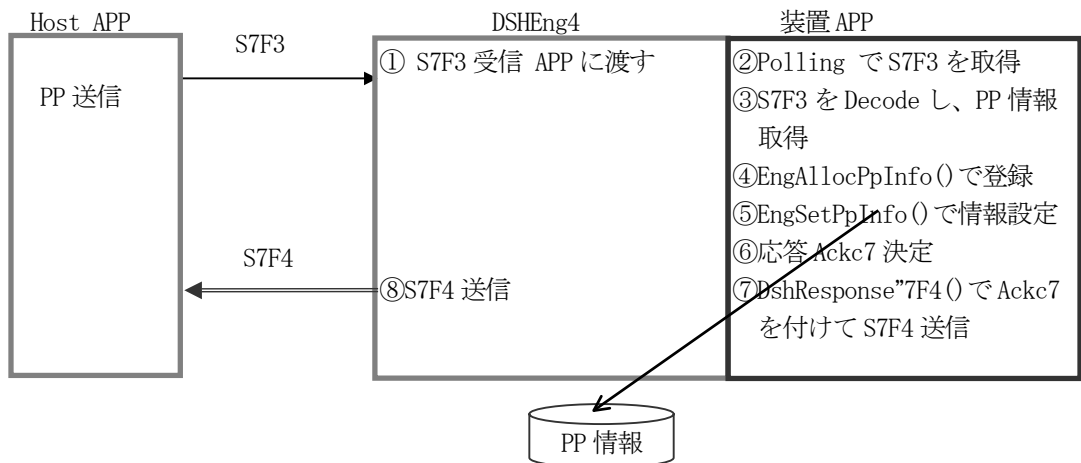 Host APP
DSHEng4
装置 APP
S7F3
PP 送信
① S7F3 受信 APP に渡す
②Polling で S7F3 を取得
③S7F3 を Decode し、PP 情報
取得
④EngAllocPpInfo()で登録
⑤EngSetPpInfo()で情報設定
⑥応答 Ackc7 決定
⑦DshResponse”7F4()で Ackc7
を付けて S7F4 送信
S7F4
⑧S7F4 送信
PP 情報